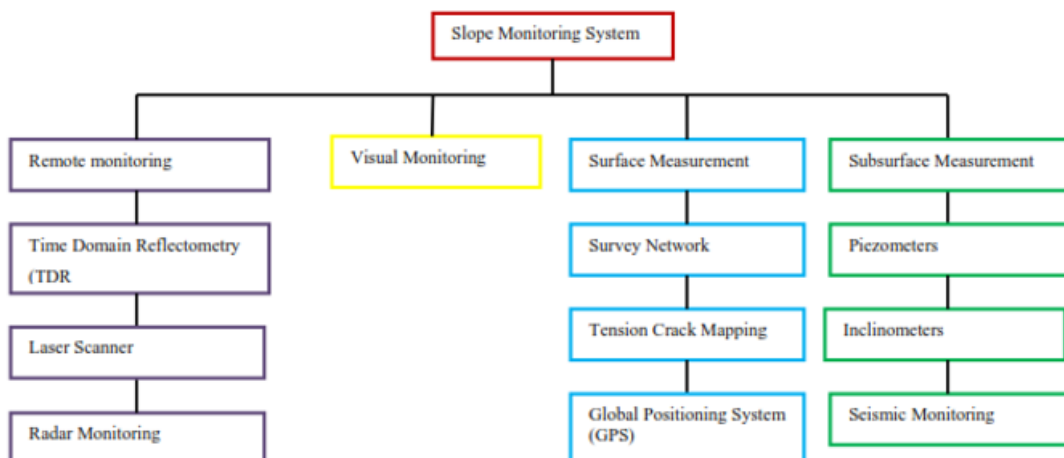 Slope Monitoring System
Remote monitoring
Visual Monitoring
Surface Measurement
Subsurface Measurement
Time Domain Reflectometry
(TDR
Survey Network
Piezometers
Laser Scanner
Tension Crack Mapping
Inclinometers
Radar Monitoring
Global Positioning System
(GPS)
Seismic Monitoring